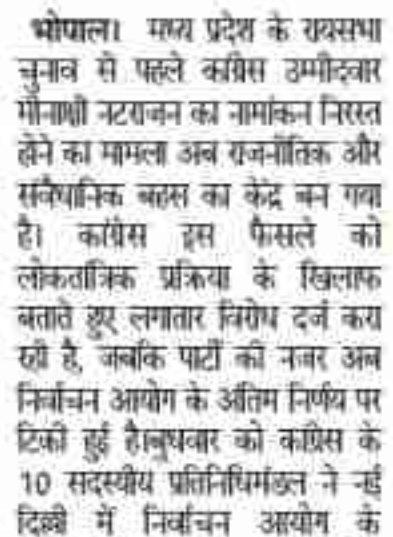 भोपाल। मध्य प्रदेश के रायसभा
चुनाव से पहले कांग्रेस उम्मीदवार
मीनाक्षी नटराजन का नामांकन निरस्त
होने का मामला अब राजनीतिक और
संवैधानिक बहस का केंद्र बन गया
है। कांग्रेस इस फैसले को
लोकतांत्रिक प्रक्रिया के खिलाफ
बताते हुए लगातार विरोध दर्ज करा
रही है, जबकि पार्टी की नजर अब
निर्वाचन आयोग के अंतिम निर्णय पर
टिकी हुई है।बुधवार को कांग्रेस के
10 सदस्यीय प्रतिनिधिमंडल ने नई
दिल्ली में निर्वाचन आयोग के